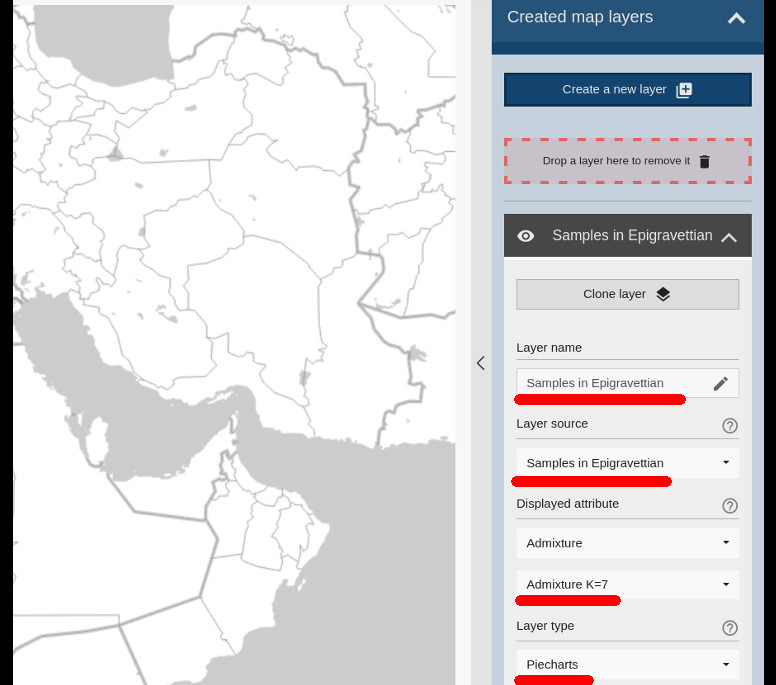 Created map layers
Create a new layer
Drop a layer here to remove it
Samples in Epigravettian
Clone layer
Layer name
Samples in Epigravettian
Layer source
Samples in Epigravettian
Displayed attribute
Admixture
Admixture K=7
Layer type
Piecharts